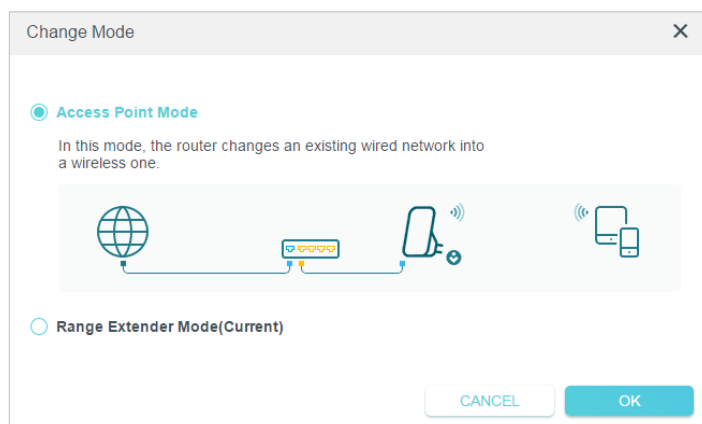 Change Mode
Access Point Mode
In this mode, the router changes an existing wired network into
a wireless one.
Range Extender Mode(Current)
CANCEL
OK